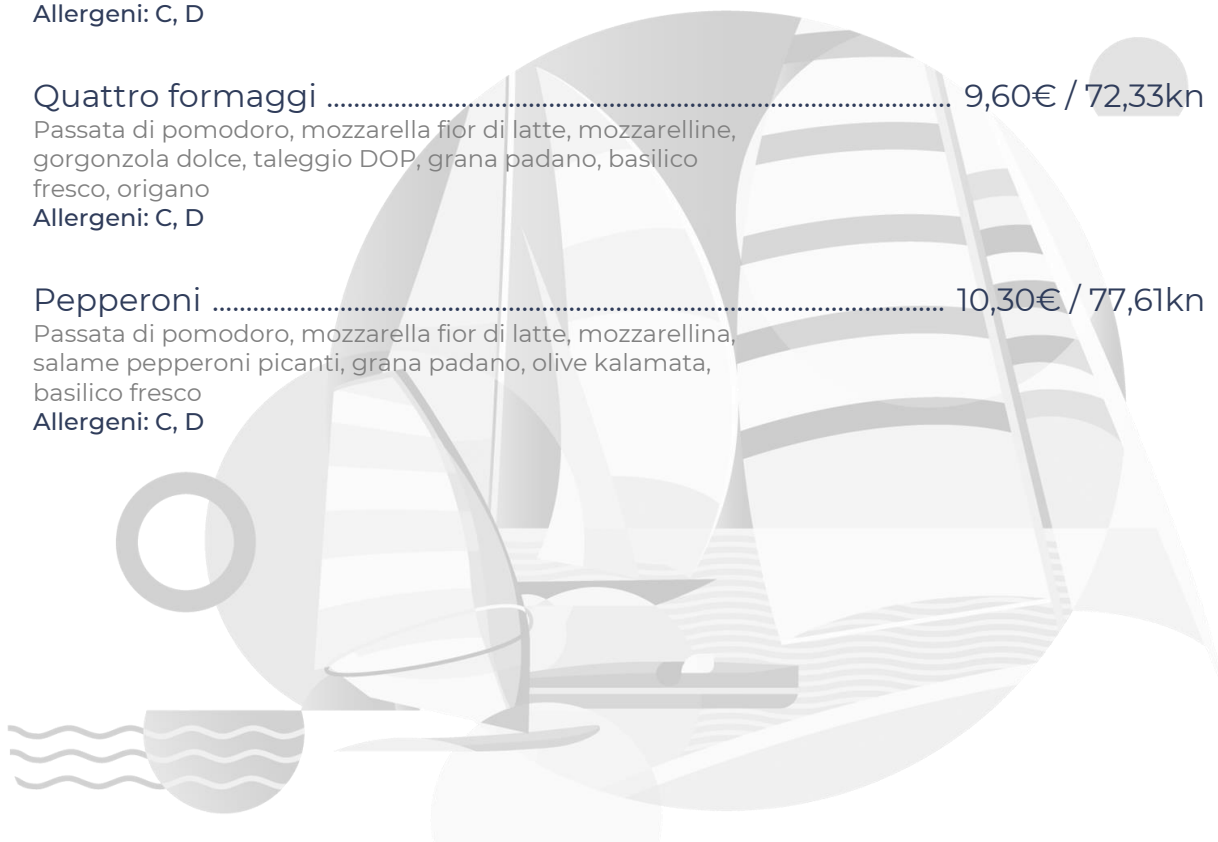 Allergeni: C, D
Quattro formaggi ........................................................................................... 9,60€ / 72,33kn
Passata di pomodoro, mozzarella fior di latte, mozzarelline,
gorgonzola dolce, taleggio DOP, grana padano, basilico
fresco, origano
Allergeni: C, D
Pepperoni ........................................................................................................... 10,30€ / 77,61kn
Passata di pomodoro, mozzarella fior di latte, mozzarellina,
salame pepperoni picanti, grana padano, olive kalamata,
basilico fresco
Allergeni: C, D